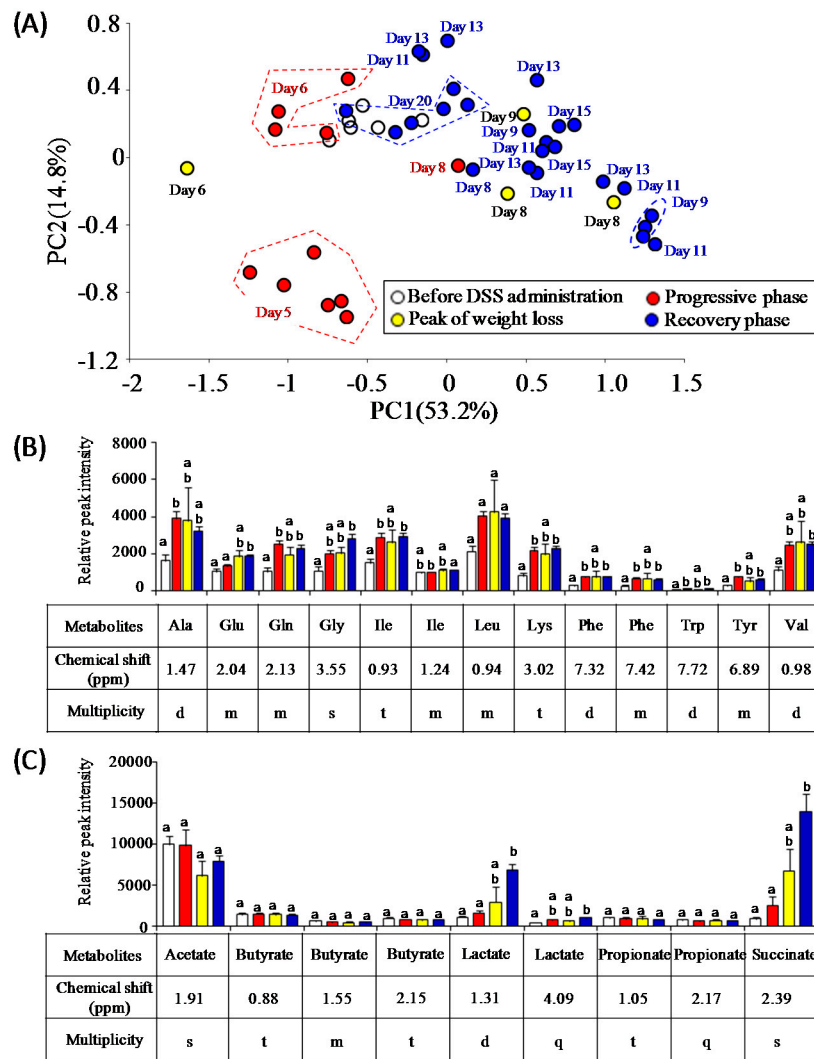 (A)
0.8
0.4
0
-0.4
-0.8
-1.2
PC2(14.8%)
-2
-1.5
-1
-0.5
0
0.5
1.0
1.5
PC1(53.2%)
Day 13
Day 13
Day 11
Day 13
Day 6
Day 20
Day 9
Day 15
Day 9
Day 11
Day 15
Day 8
Day 13
Day 13
Day 6
Day 8
Day 11
Day 11
Day 8
Day 8
Day 9
Day 11
Day 5
Before DSS administration
Progressive phase
Peak of weight loss
Recovery phase
(B)
Relative peak intensity
8000
6000
4000
2000
0
a b a b b
a a b b
a b a b b
a a b a b b
a b a b b
a a b b
a b a b b
a b a b b
a b a b b
a b a b b
a b b b
a b a b b
a b a b b
Metabolites Ala Glu Gln Gly Ile Ile Leu Lys Phe Phe Trp Tyr Val
Chemical shift (ppm) 1.47 2.04 2.13 3.55 0.93 1.24 0.94 3.02 7.32 7.42 7.72 6.89 0.98
Multiplicity d m m s t m m t d m d m d
(C)
Relative peak intensity
20000
15000
10000
5000
0
a a a a
a a a a
a a a a
a a a a
a a a b b
a a b a b b
a a a a
a a a a
a a a b b
Metabolites Acetate Butyrate Butyrate Butyrate Lactate Lactate Propionate Propionate Succinate
Chemical shift (ppm) 1.91 0.88 1.55 2.15 1.31 4.09 1.05 2.17 2.39
Multiplicity s t m t d q t q s